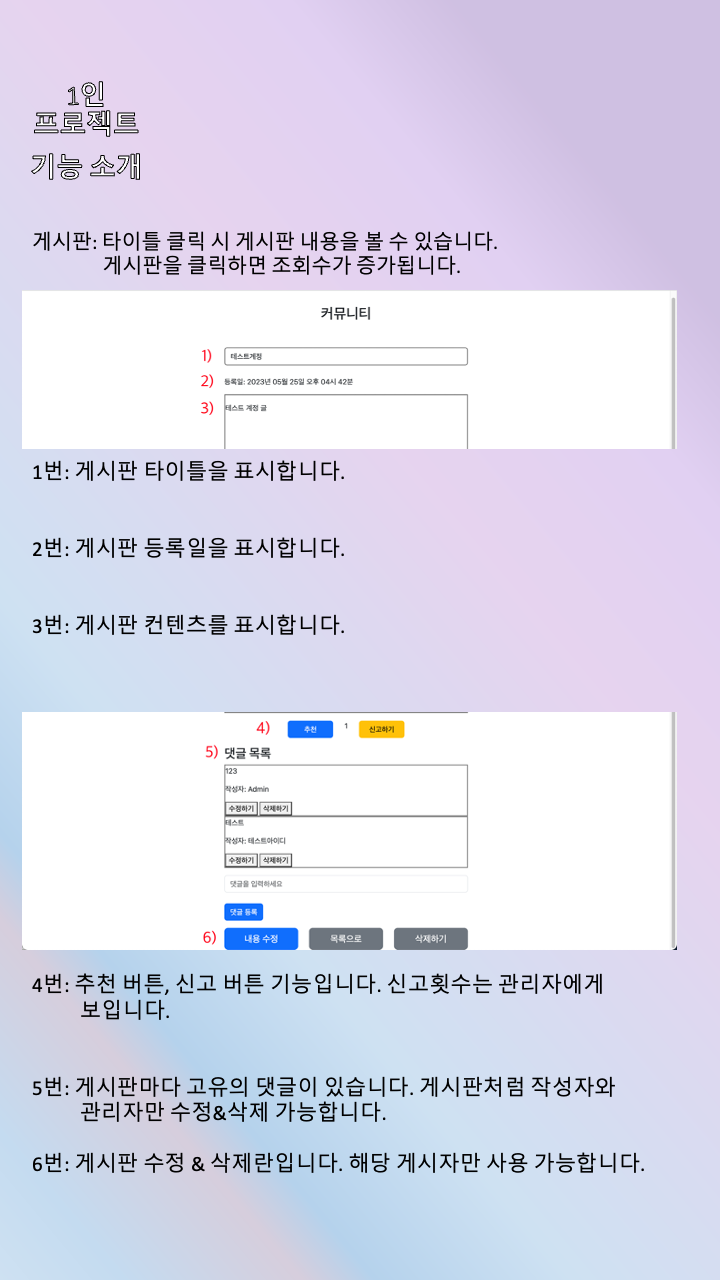 1인
프로젝트
기능 소개
게시판: 타이틀 클릭 시 게시판 내용을 볼 수 있습니다.
게시판을 클릭하면 조회수가 증가됩니다.
커뮤니티
1) 테스트계정
2) 등록일: 2023년 05월 25일 오후 04시 42분
3) 테스트 계정 글
1번: 게시판 타이틀을 표시합니다.
2번: 게시판 등록일을 표시합니다.
3번: 게시판 컨텐츠를 표시합니다.
4) 추천 1 신고하기
5) 댓글 목록
123
작성자: Admin
수정하기 삭제하기
테스트
작성자: 테스트아이디
수정하기 삭제하기
댓글을 입력하세요
댓글 등록
6) 내용 수정 목록으로 삭제하기
4번: 추천 버튼, 신고 버튼 기능입니다. 신고횟수는 관리자에게
보입니다.
5번: 게시판마다 고유의 댓글이 있습니다. 게시판처럼 작성자와
관리자만 수정&삭제 가능합니다.
6번: 게시판 수정 & 삭제란입니다. 해당 게시자만 사용 가능합니다.